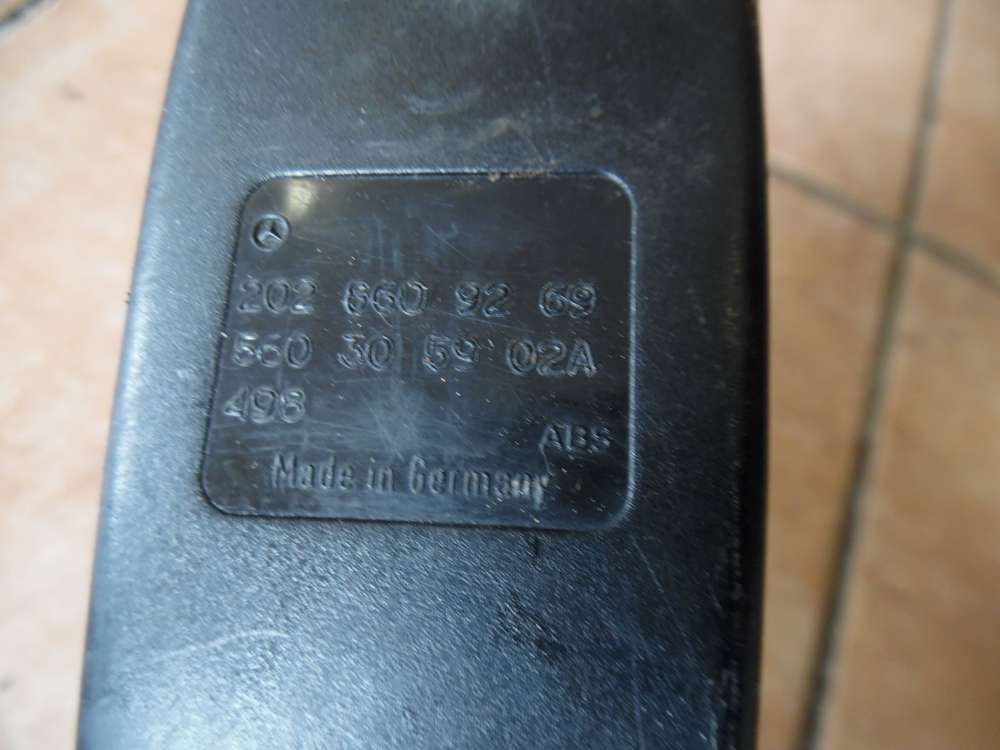 202 860 92 69
560 30 59 02A
498
ABS
Made in Germany